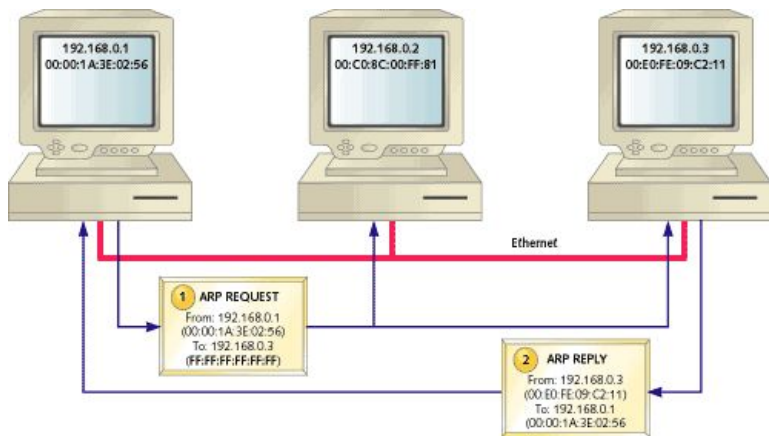 192.168.0.1
00:00:1A:3E:02:56
192.168.0.2
00:C0:8C:00:FF:81
192.168.0.3
00:E0:FE:09:C2:11
Ethernet
1 ARP REQUEST
From: 192.168.0.1
(00:00:1A:3E:02:56)
To: 192.168.0.3
(FF:FF:FF:FF:FF:FF)
2 ARP REPLY
From: 192.168.0.3
(00:E0:FE:09:C2:11)
To: 192.168.0.1
(00:00:1A:3E:02:56